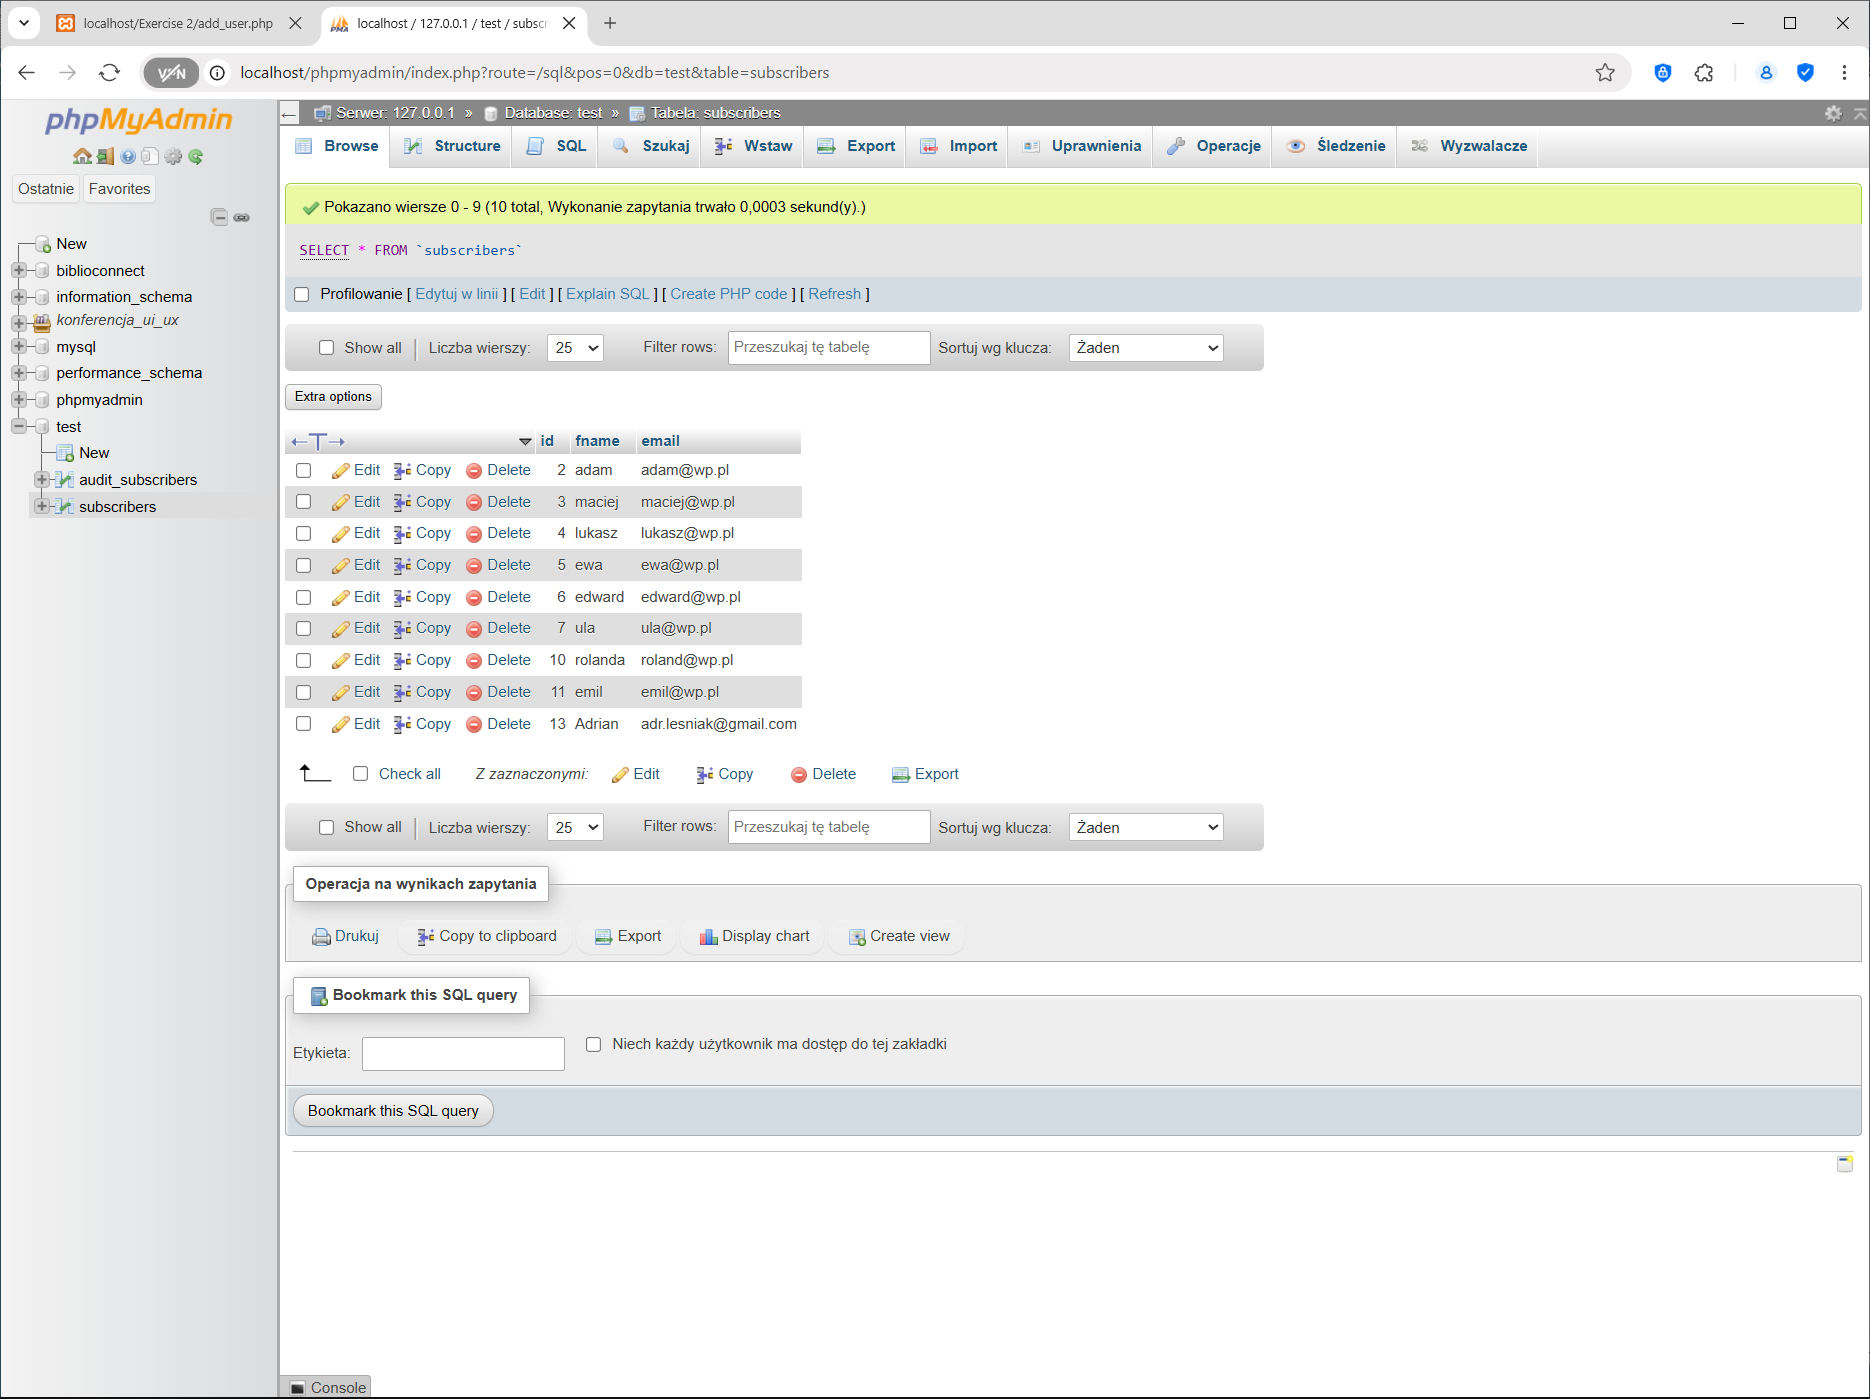 localhost/Exercise 2/add_user.php
localhost / 127.0.0.1 / test / subscr
VPN
localhost/phpmyadmin/index.php?route=/sql&pos=0&db=test&table=subscribers
phpMyAdmin
Ostatnie Favorites
New
biblioconnect
information_schema
konferencja_ui_ux
mysql
performance_schema
phpmyadmin
test
New
audit_subscribers
subscribers
Serwer: 127.0.0.1 » Database: test » Tabela: subscribers
Browse Structure SQL Szukaj Wstaw Export Import Uprawnienia Operacje Śledzenie Wyzwalacze
Pokazano wiersze 0 - 9 (10 total, Wykonanie zapytania trwało 0,0003 sekund(y).)
SELECT * FROM `subscribers`
Profilowanie [ Edytuj w linii ] [ Edit ] [ Explain SQL ] [ Create PHP code ] [ Refresh ]
Show all Liczba wierszy: 25 Filter rows: Przeszukaj tę tabelę Sortuj wg klucza: Żaden
Extra options
←T→ id fname email
Edit Copy Delete 2 adam adam@wp.pl
Edit Copy Delete 3 maciej maciej@wp.pl
Edit Copy Delete 4 lukasz lukasz@wp.pl
Edit Copy Delete 5 ewa ewa@wp.pl
Edit Copy Delete 6 edward edward@wp.pl
Edit Copy Delete 7 ula ula@wp.pl
Edit Copy Delete 10 rolanda roland@wp.pl
Edit Copy Delete 11 emil emil@wp.pl
Edit Copy Delete 13 Adrian adr.lesniak@gmail.com
Check all Z zaznaczonymi: Edit Copy Delete Export
Show all Liczba wierszy: 25 Filter rows: Przeszukaj tę tabelę Sortuj wg klucza: Żaden
Operacja na wynikach zapytania
Drukuj Copy to clipboard Export Display chart Create view
Bookmark this SQL query
Etykieta: Niech każdy użytkownik ma dostęp do tej zakładki
Bookmark this SQL query
Console